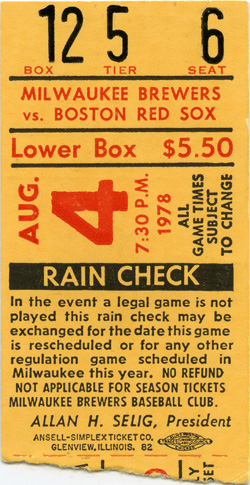 12 5 6
BOX TIER SEAT
MILWAUKEE BREWERS
vs. BOSTON RED SOX
Lower Box $5.50
AUG.
4
7:30 P.M.
1978
ALL
GAME TIMES
SUBJECT
TO CHANGE
RAIN CHECK
In the event a legal game is not
played this rain check may be
exchanged for the date this game
is rescheduled or for any other
regulation game scheduled in
Milwaukee this year. NO REFUND
NOT APPLICABLE FOR SEASON TICKETS
MILWAUKEE BREWERS BASEBALL CLUB.
ALLAN H. SELIG, President
ANSELL-SIMPLEX TICKET CO.
GLENVIEW, ILLINOIS. 82